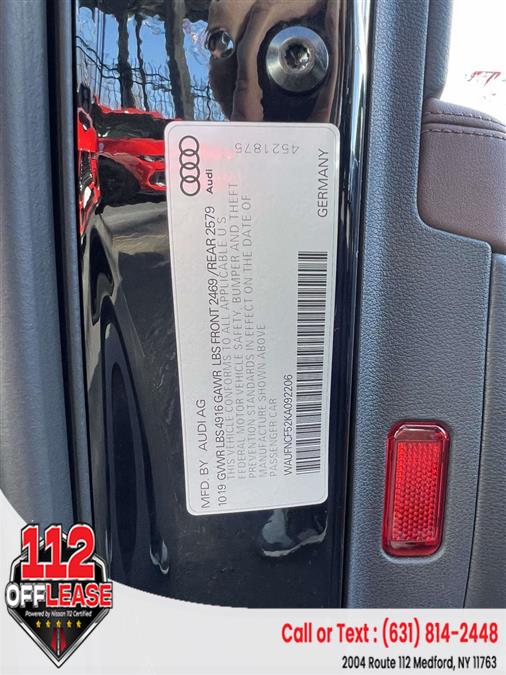 MFD. BY AUDI AG
10 19 GVWR LBS 4916 GAWR LBS FRONT 2469 /REAR 2579
THIS VEHICLE CONFORMS TO ALL APPLICABLE U.S.
FEDERAL MOTOR VEHICLE SAFETY, BUMPER AND THEFT
PREVENTION STANDARDS IN EFFECT ON THE DATE OF
MANUFACTURE SHOWN ABOVE
PASSENGER CAR
WAUFNCF52KA092206
Audi
4521875
GERMANY
112
OFFLEASE
Powered by Nissan 112 Certified
Call or Text : (631) 814-2448
2004 Route 112 Medford, NY 11763